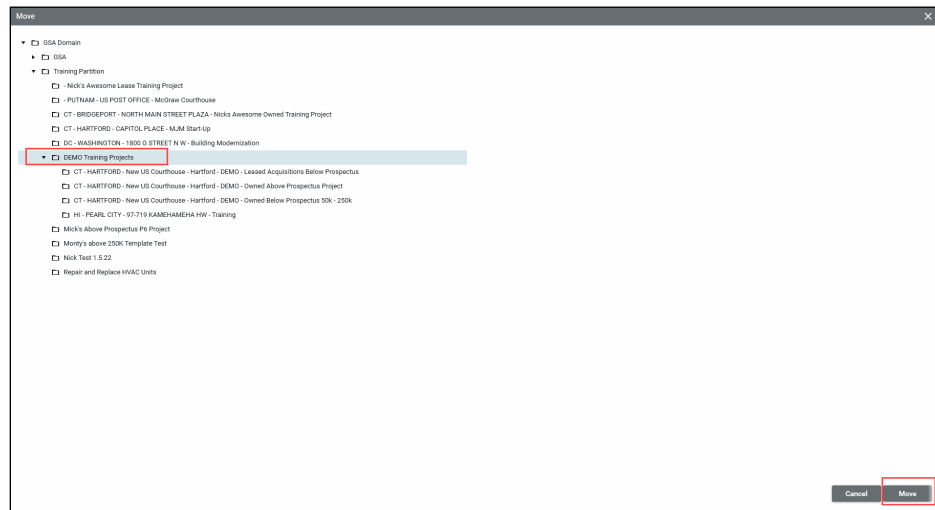 Move
GSA Domain
GSA
Training Partition
- Nick's Awesome Lease Training Project
- PUTNAM - US POST OFFICE - McGraw Courthouse
CT - BRIDGEPORT - NORTH MAIN STREET PLAZA - Nicks Awesome Owned Training Project
CT - HARTFORD - CAPITOL PLACE - MJM Start-Up
DC - WASHINGTON - 1800 G STREET N W - Building Modernization
DEMO Training Projects
CT - HARTFORD - New US Courthouse - Hartford - DEMO - Leased Acquisitions Below Prospectus
CT - HARTFORD - New US Courthouse - Hartford - DEMO - Owned Above Prospectus Project
CT - HARTFORD - New US Courthouse - Hartford - DEMO - Owned Below Prospectus 50k - 250k
HI - PEARL CITY - 97-719 KAMEHAMEHA HW - Training
Mick's Above Prospectus P6 Project
Monty's above 250K Template Test
Nick Test 1.5.22
Repair and Replace HVAC Units
Cancel Move